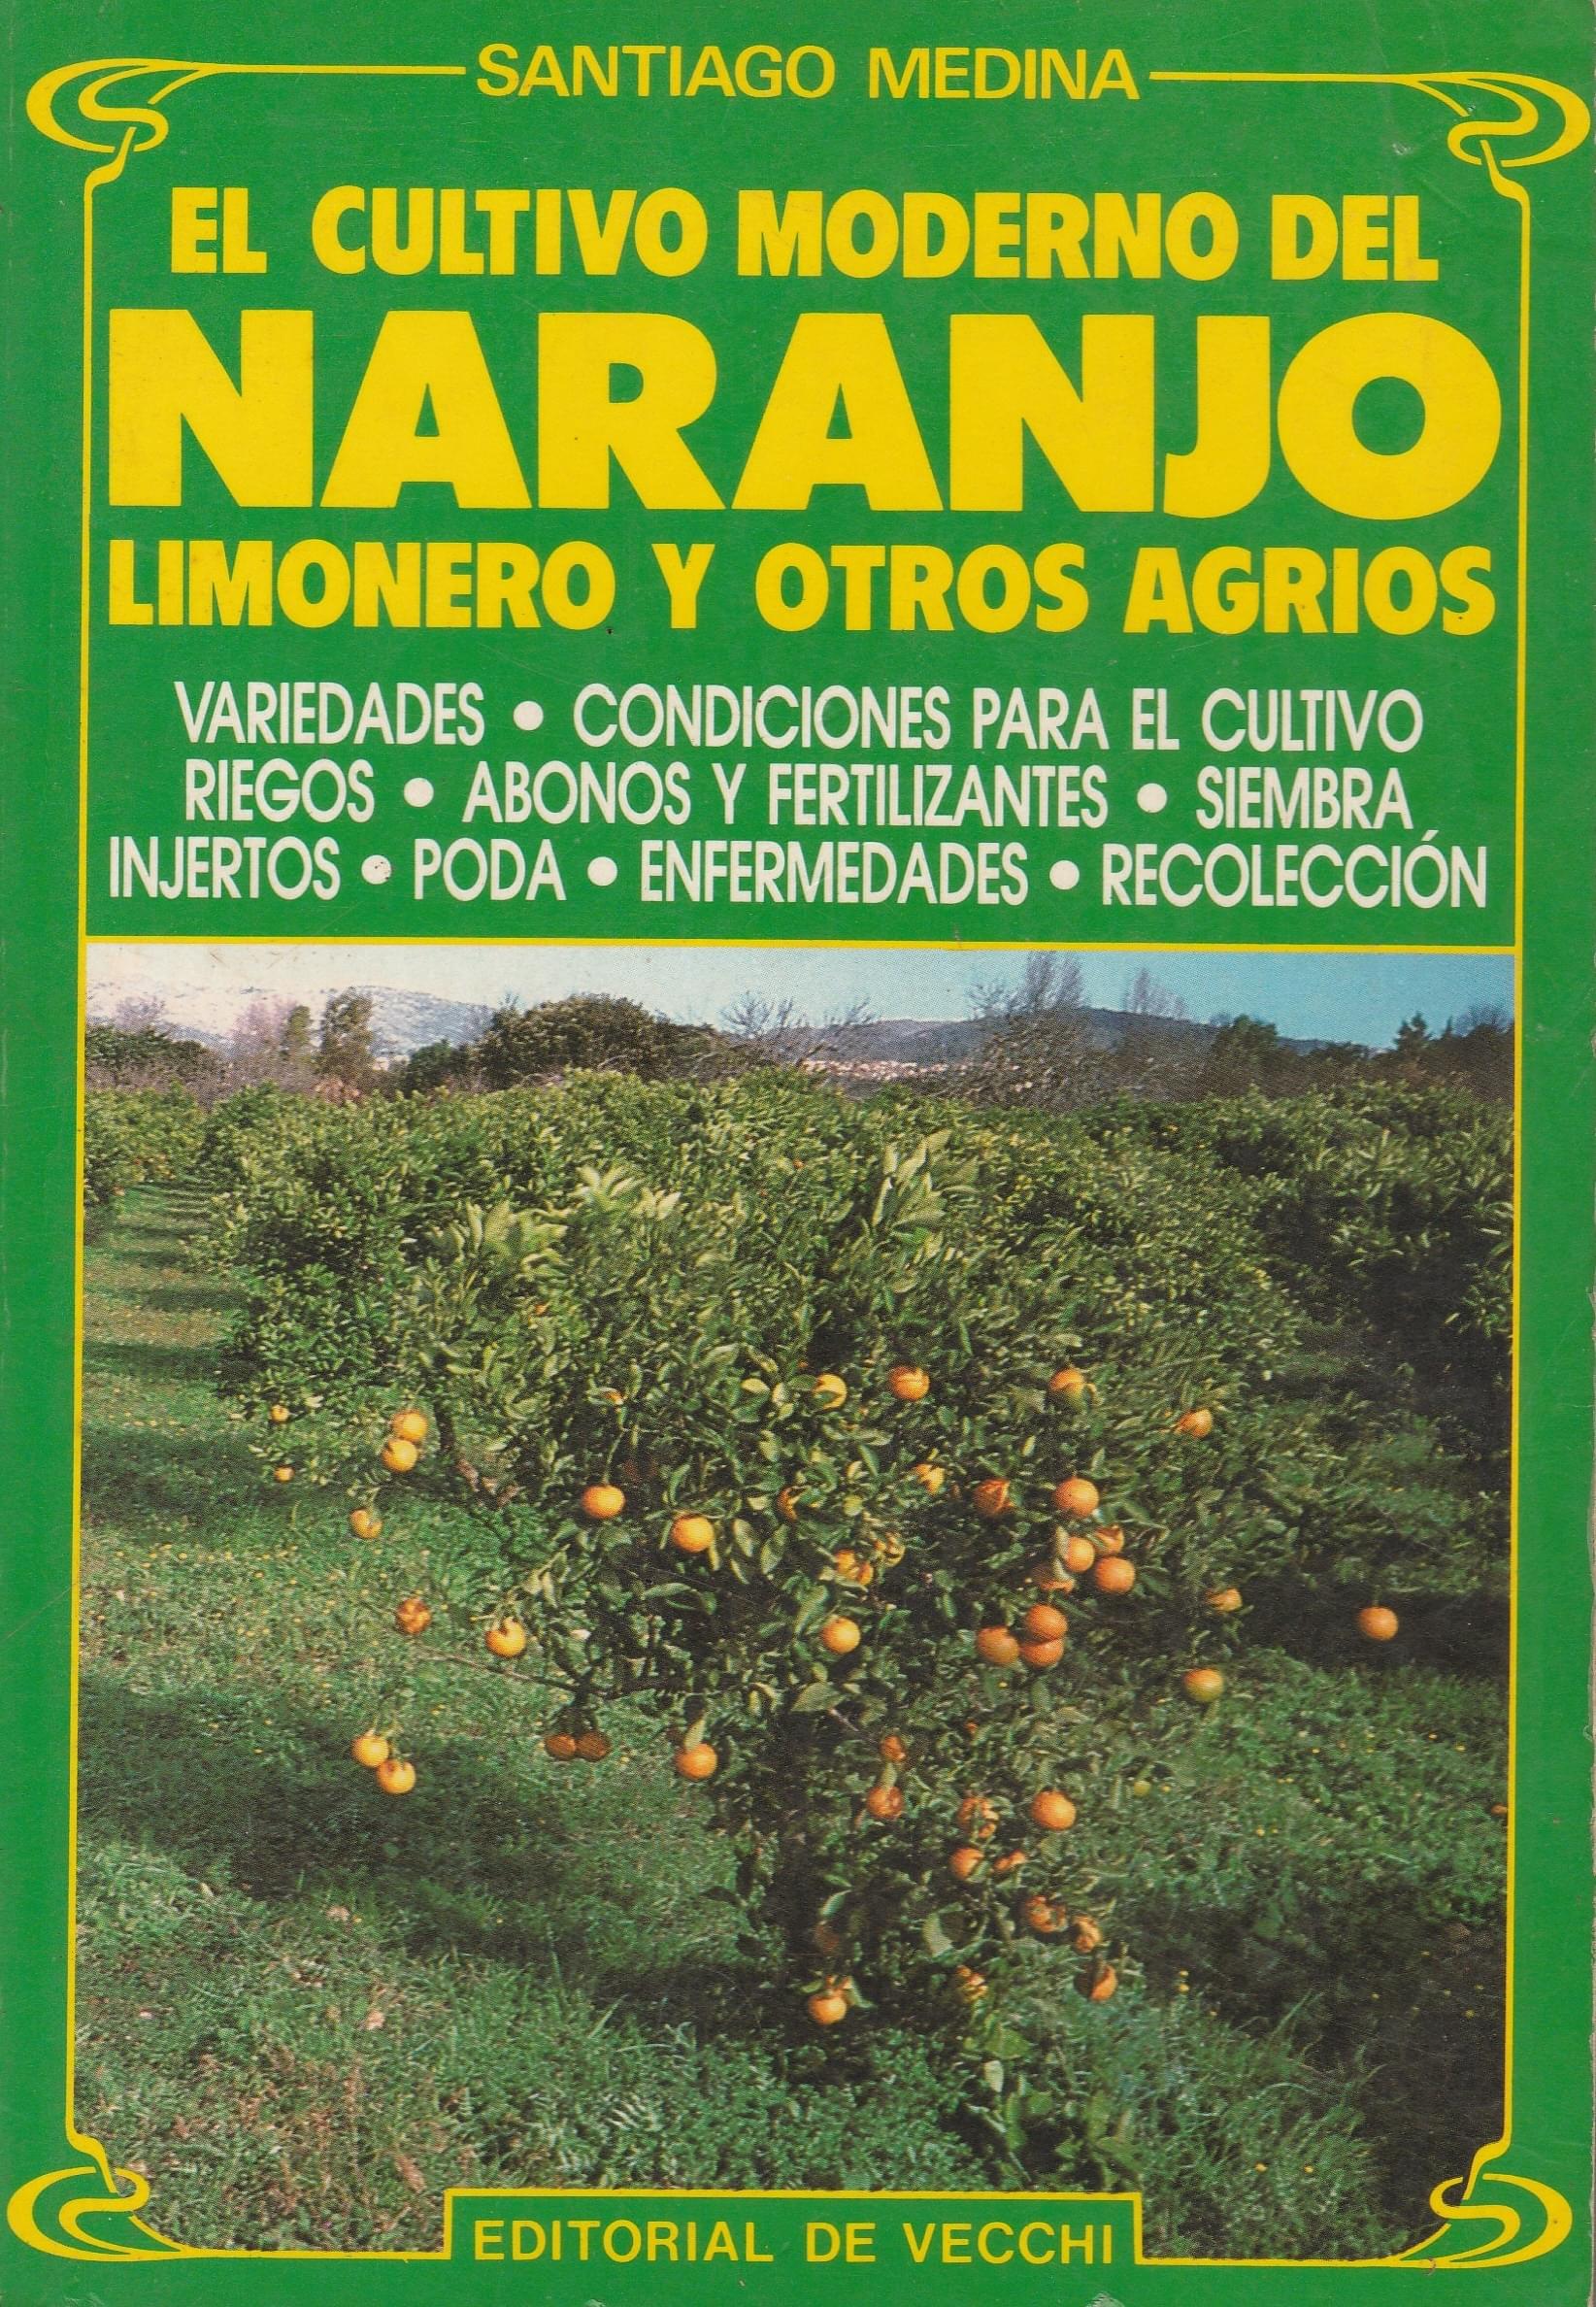 SANTIAGO MEDINA
EL CULTIVO MODERNO DEL
NARANJO
LIMONERO Y OTROS AGRIOS
VARIEDADES • CONDICIONES PARA EL CULTIVO
RIEGOS • ABONOS Y FERTILIZANTES • SIEMBRA
INJERTOS • PODA • ENFERMEDADES • RECOLECCIÓN
EDITORIAL DE VECCHI